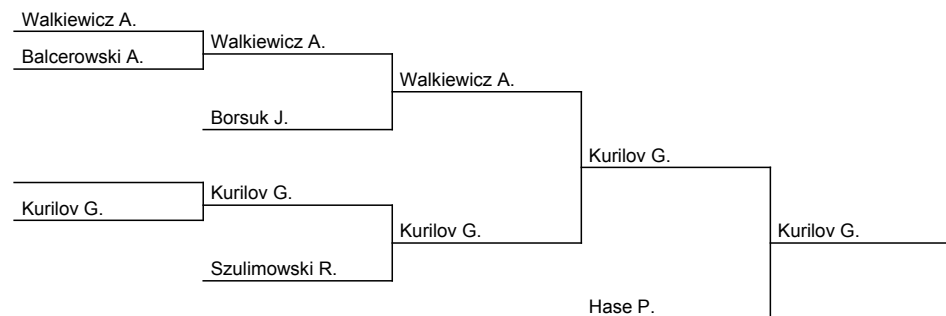 Walkiewicz A.
Balcerowski A.
Walkiewicz A.
Borsuk J.
Walkiewicz A.
Kurilov G.
Kurilov G.
Szulimowski R.
Kurilov G.
Kurilov G.
Hase P.
Kurilov G.